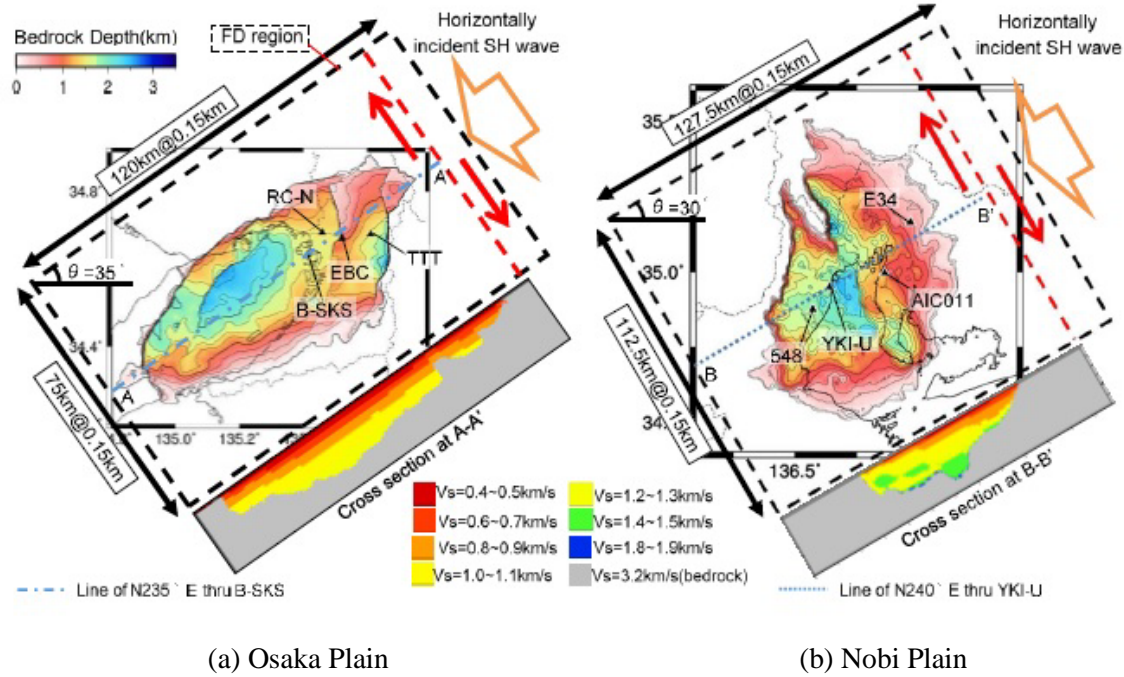 Bedrock Depth(km)
0 1 2 3
FD region
Horizontally
incident SH wave
120km@0.15km
34.8˚
A'
RC-N
TTT
EBC
B-SKS
θ =35˚
34.4˚
A
75km@0.15km
135.0˚
135.2˚
Cross section at A-A'
Horizontally
incident SH wave
127.5km@0.15km
E34
B'
θ =30˚
35.0˚
AIC011
YKI-U
548
B
112.5km@0.15km
136.5˚
Cross section at B-B'
Vs=0.4~0.5km/s
Vs=0.6~0.7km/s
Vs=0.8~0.9km/s
Vs=1.0~1.1km/s
Vs=1.2~1.3km/s
Vs=1.4~1.5km/s
Vs=1.8~1.9km/s
Vs=3.2km/s(bedrock)
Line of N235˚ E thru B-SKS
Line of N240˚ E thru YKI-U
(a) Osaka Plain
(b) Nobi Plain